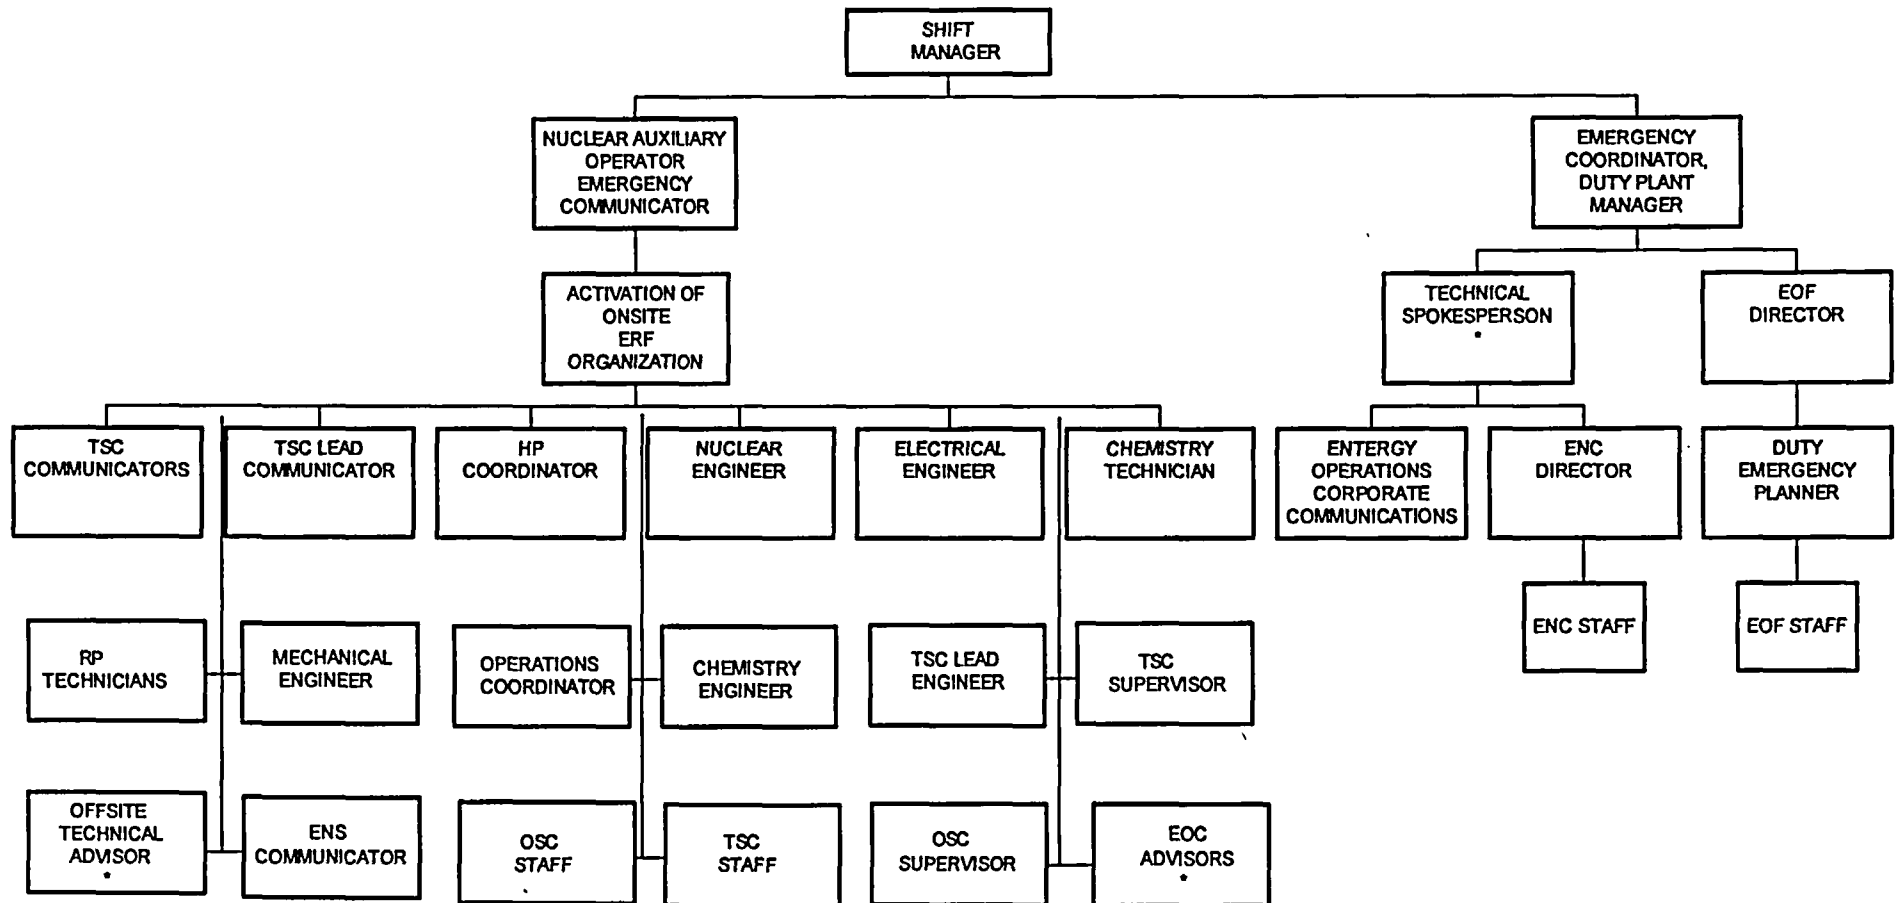 SHIFT
MANAGER
NUCLEAR AUXILIARY
OPERATOR
EMERGENCY
COMMUNICATOR
EMERGENCY
COORDINATOR,
DUTY PLANT
MANAGER
ACTIVATION OF
ONSITE
ERF
ORGANIZATION
TECHNICAL
SPOKESPERSON
*
EOF
DIRECTOR
TSC
COMMUNICATORS
TSC LEAD
COMMUNICATOR
HP
COORDINATOR
NUCLEAR
ENGINEER
ELECTRICAL
ENGINEER
CHEMISTRY
TECHNICIAN
ENTERGY
OPERATIONS
CORPORATE
COMMUNICATIONS
ENC
DIRECTOR
DUTY
EMERGENCY
PLANNER
RP
TECHNICIANS
MECHANICAL
ENGINEER
OPERATIONS
COORDINATOR
CHEMISTRY
ENGINEER
TSC LEAD
ENGINEER
TSC
SUPERVISOR
ENC STAFF
EOF STAFF
OFFSITE
TECHNICAL
ADVISOR
*
ENS
COMMUNICATOR
OSC
STAFF
TSC
STAFF
OSC
SUPERVISOR
EOC
ADVISORS
*